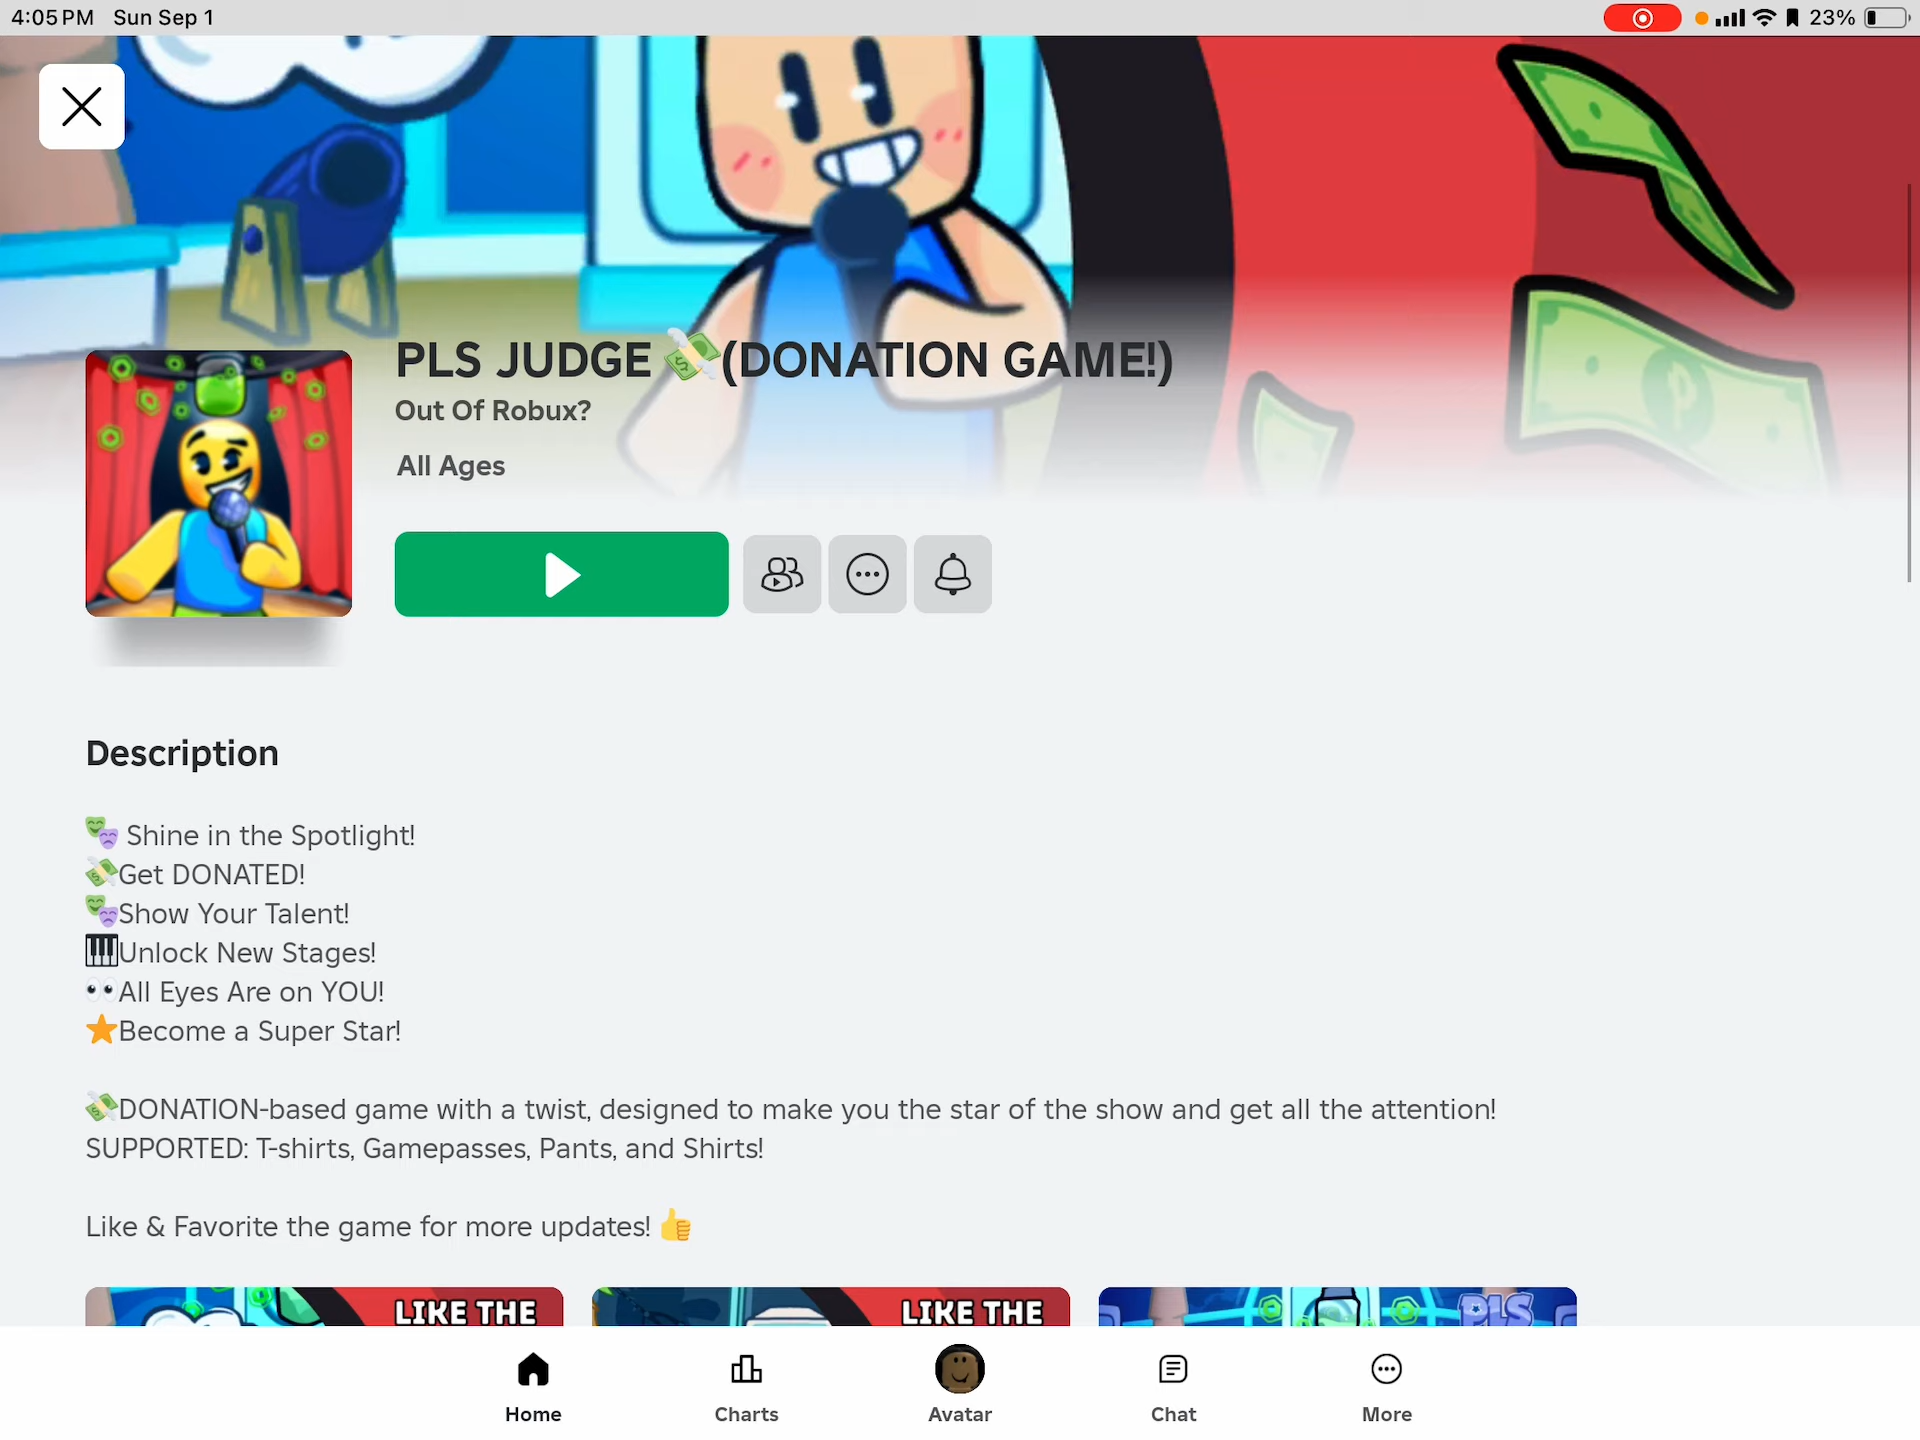 4:05 PM Sun Sep 1
23%
PLS JUDGE 💸(DONATION GAME!)
Out Of Robux?
All Ages
Description
🎭 Shine in the Spotlight!
💸Get DONATED!
🎭Show Your Talent!
🎹Unlock New Stages!
👀All Eyes Are on YOU!
⭐Become a Super Star!
💸DONATION-based game with a twist, designed to make you the star of the show and get all the attention!
SUPPORTED: T-shirts, Gamepasses, Pants, and Shirts!
Like & Favorite the game for more updates! 👍
LIKE THE
LIKE THE
PLS
Home
Charts
Avatar
Chat
More